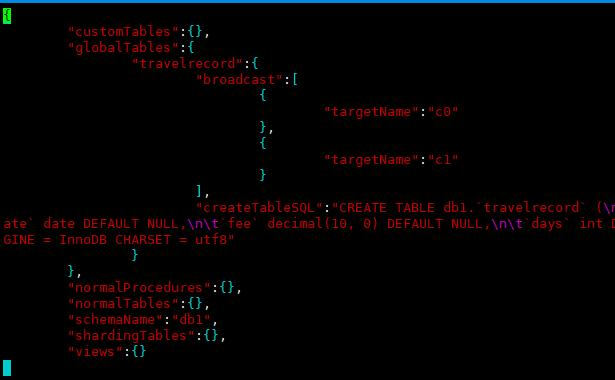 {
"customTables":{},
"globalTables":{
"travelrecord":{
"broadcast":[
{
"targetName":"c0"
},
{
"targetName":"c1"
}
],
"createTableSQL":"CREATE TABLE db1.`travelrecord` (\n
ate` date DEFAULT NULL,\n\t`fee` decimal(10, 0) DEFAULT NULL,\n\t`days` int
GINE = InnoDB CHARSET = utf8"
}
},
"normalProcedures":{},
"normalTables":{},
"schemaName":"db1",
"shardingTables":{},
"views":{}